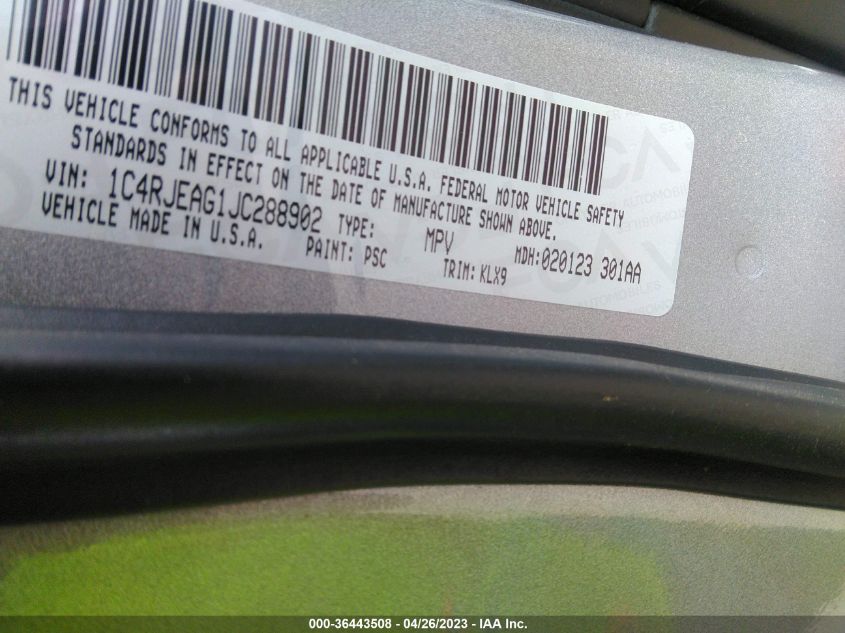 THIS VEHICLE CONFORMS TO ALL APPLICABLE U.S.A. FEDERAL MOTOR VEHICLE SAFETY
STANDARDS IN EFFECT ON THE DATE OF MANUFACTURE SHOWN ABOVE.
VIN: 1C4RJEAG1JC288902 TYPE: MPV MDH:020123 301AA
VEHICLE MADE IN U.S.A. PAINT: PSC TRIM: KLX9
000-36443508 - 04/26/2023 - IAA Inc.